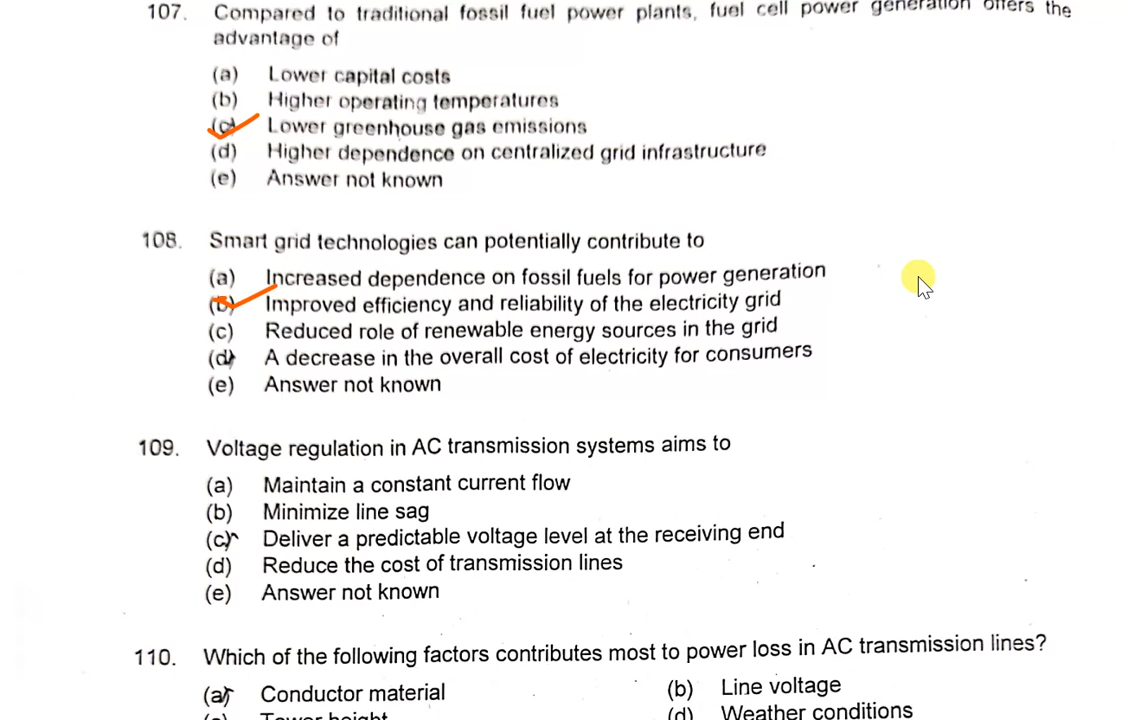 107. Compared to traditional fossil fuel power plants, fuel cell power generation offers the
advantage of
(a) Lower capital costs
(b) Higher operating temperatures
(c) Lower greenhouse gas emissions
(d) Higher dependence on centralized grid infrastructure
(e) Answer not known
108. Smart grid technologies can potentially contribute to
(a) Increased dependence on fossil fuels for power generation
(b) Improved efficiency and reliability of the electricity grid
(c) Reduced role of renewable energy sources in the grid
(d) A decrease in the overall cost of electricity for consumers
(e) Answer not known
109. Voltage regulation in AC transmission systems aims to
(a) Maintain a constant current flow
(b) Minimize line sag
(c) Deliver a predictable voltage level at the receiving end
(d) Reduce the cost of transmission lines
(e) Answer not known
110. Which of the following factors contributes most to power loss in AC transmission lines?
(a) Conductor material (b) Line voltage
(c) Tower height (d) Weather conditions